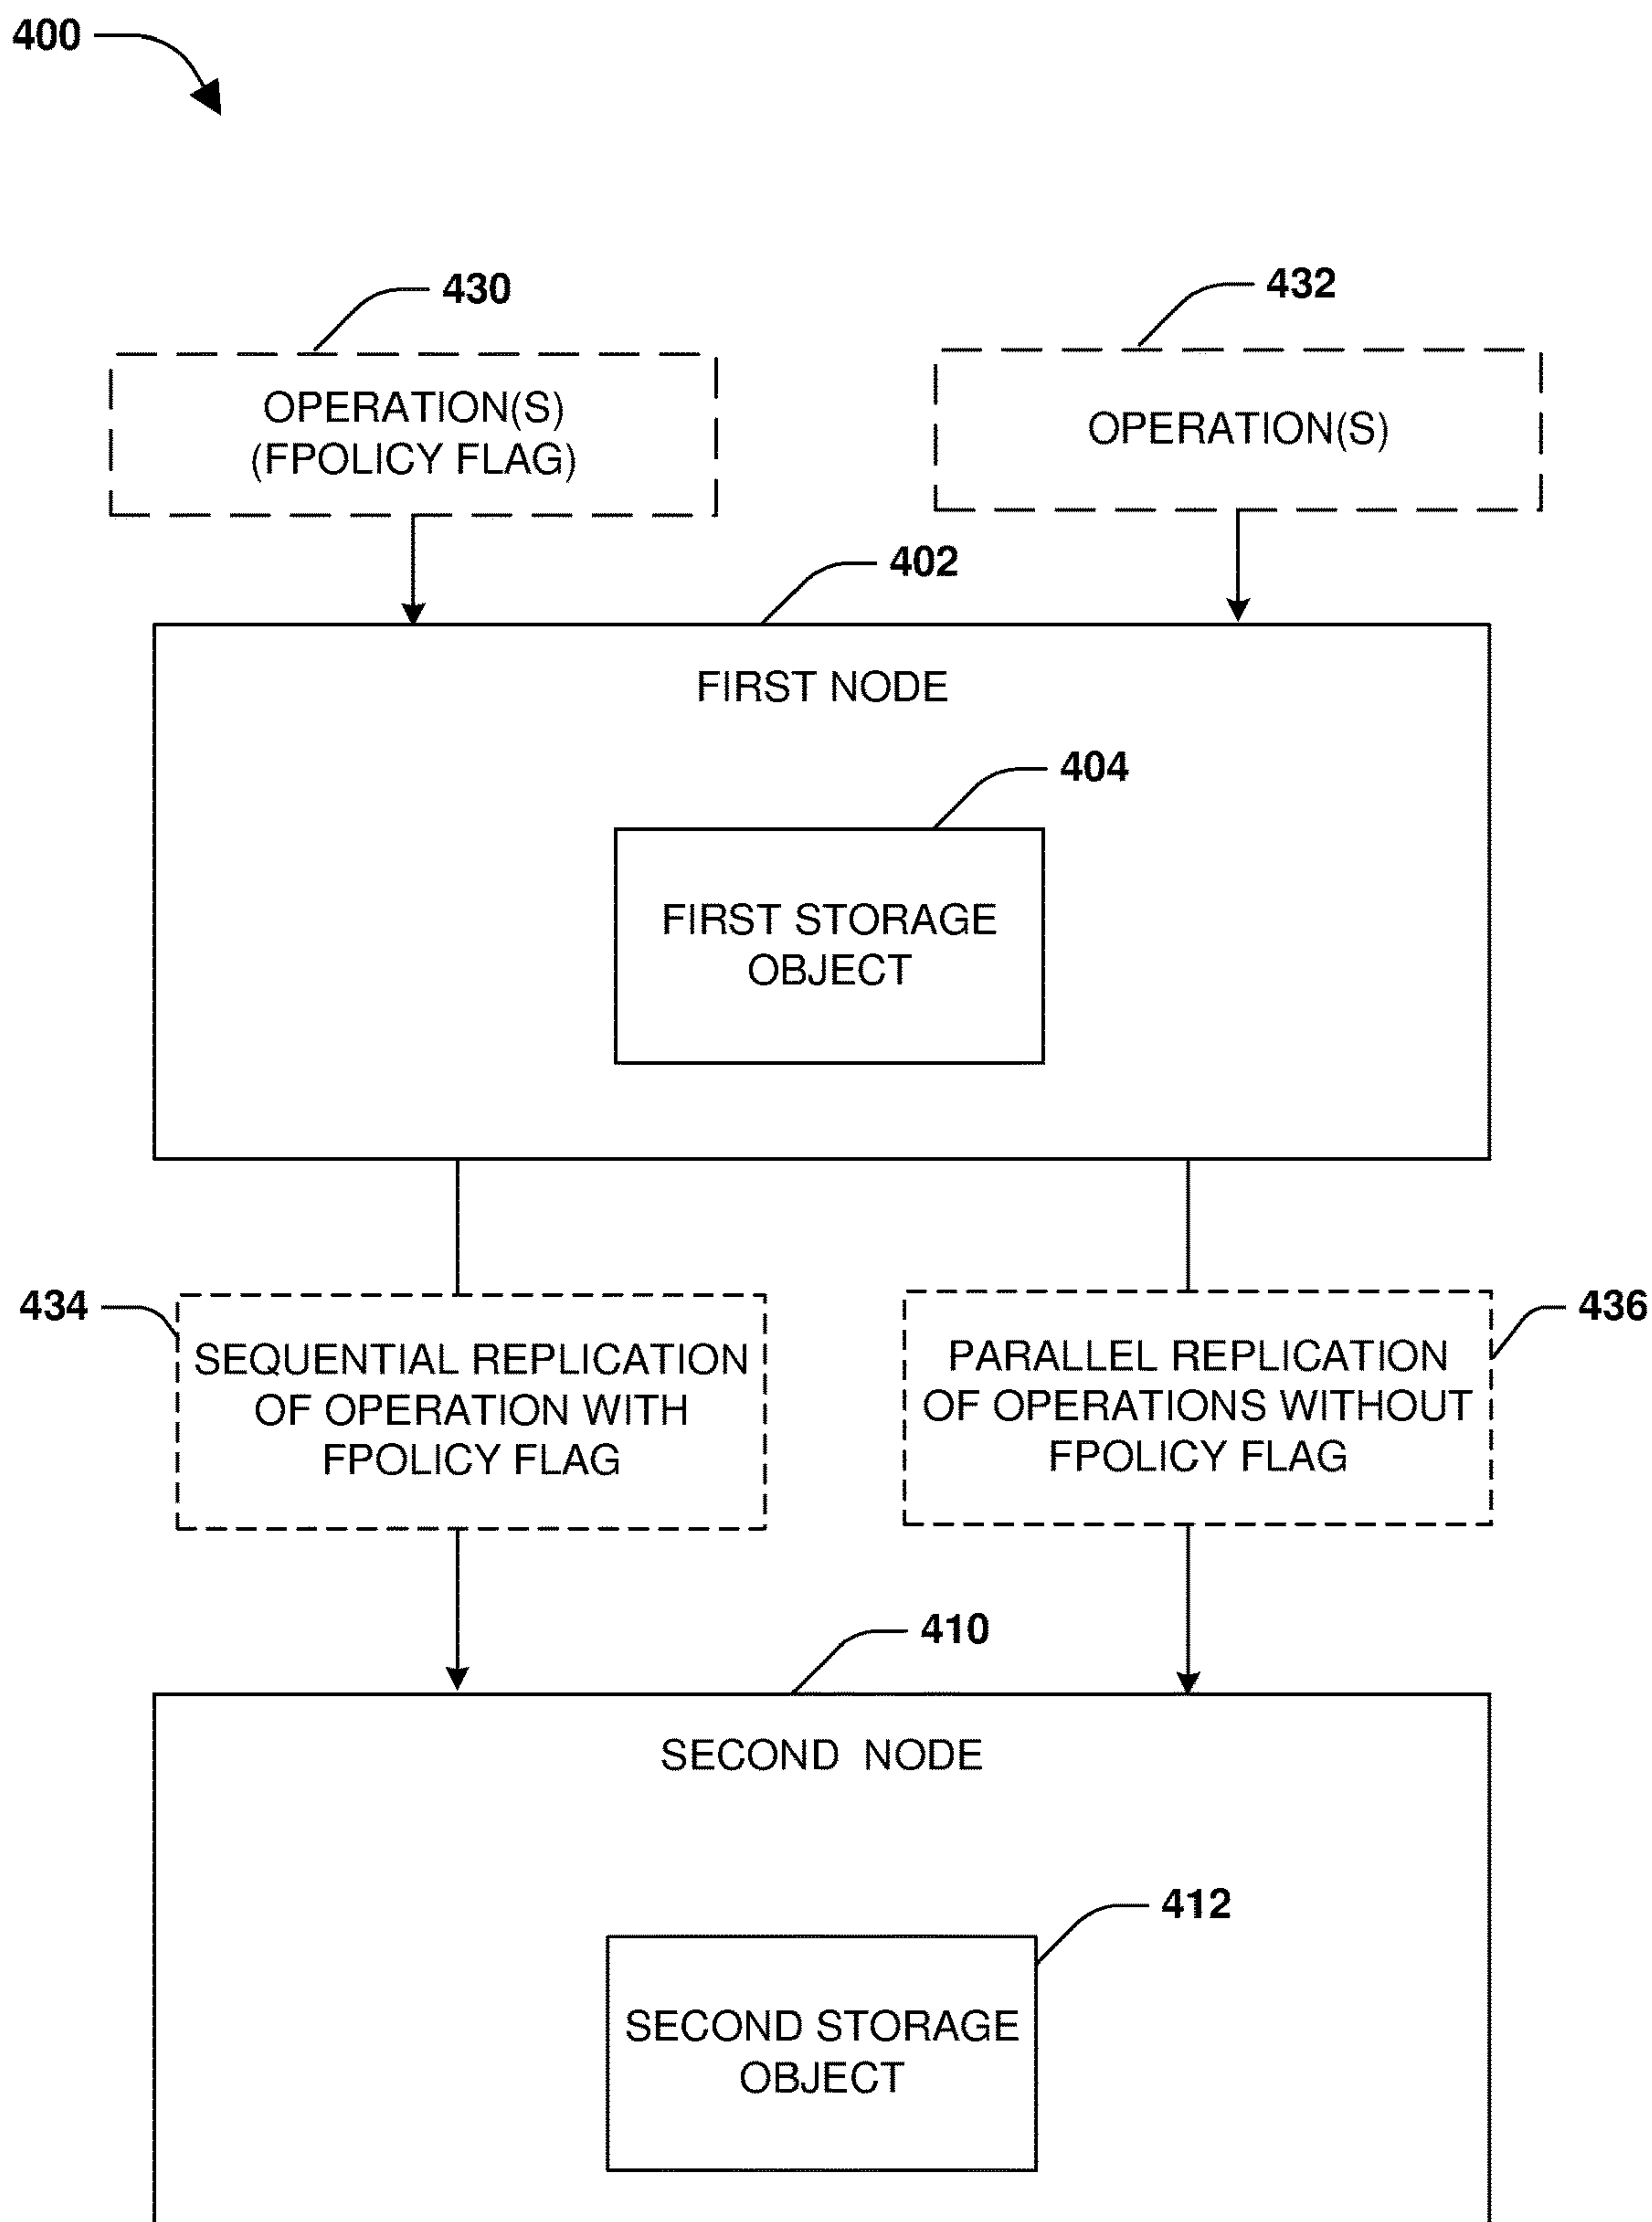 400
430
432
OPERATION(S)
(FPOLICY FLAG)
OPERATION(S)
402
FIRST NODE
404
FIRST STORAGE
OBJECT
434
SEQUENTIAL REPLICATION
OF OPERATION WITH
FPOLICY FLAG
436
PARALLEL REPLICATION
OF OPERATIONS WITHOUT
FPOLICY FLAG
410
SECOND NODE
412
SECOND STORAGE
OBJECT